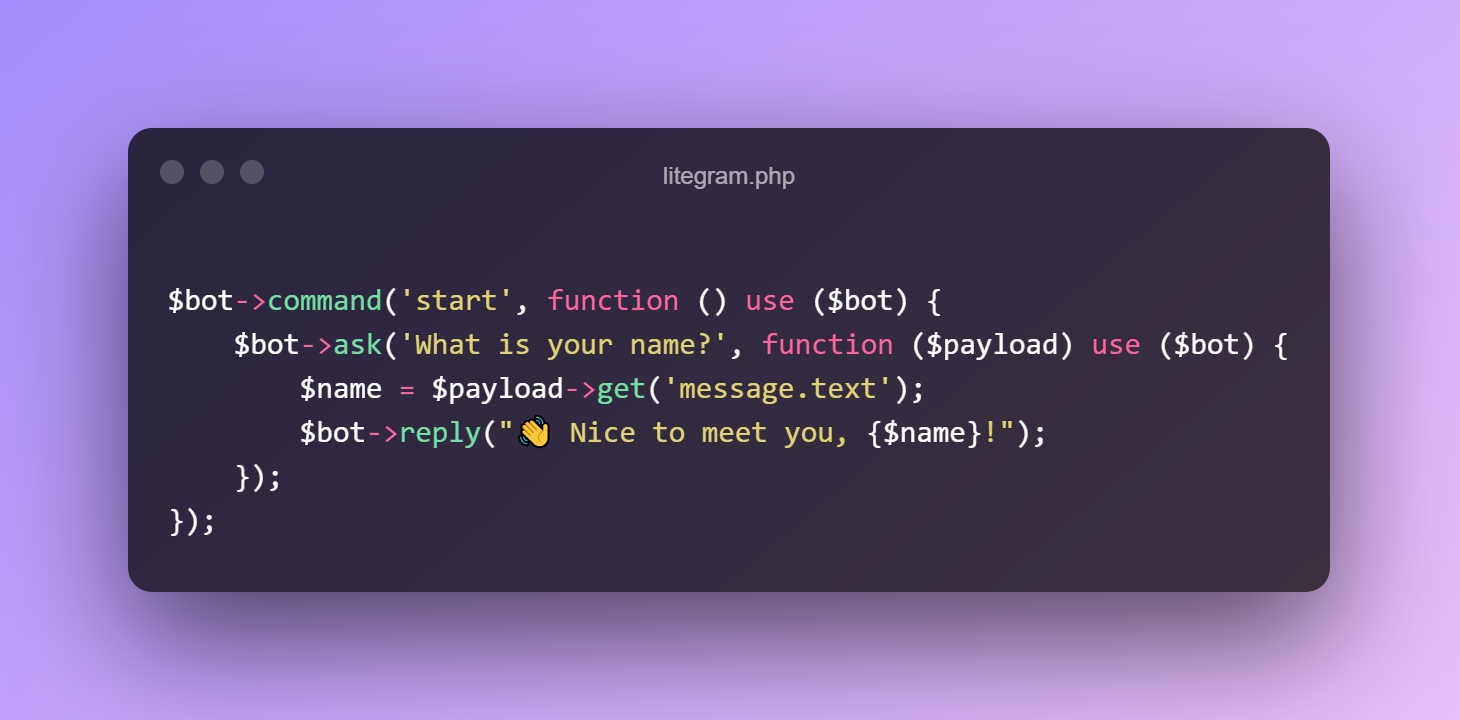 litegram.php
$bot->command('start', function () use ($bot) {
    $bot->ask('What is your name?', function ($payload) use ($bot) {
        $name = $payload->get('message.text');
        $bot->reply("👋 Nice to meet you, {$name}!");
    });
});